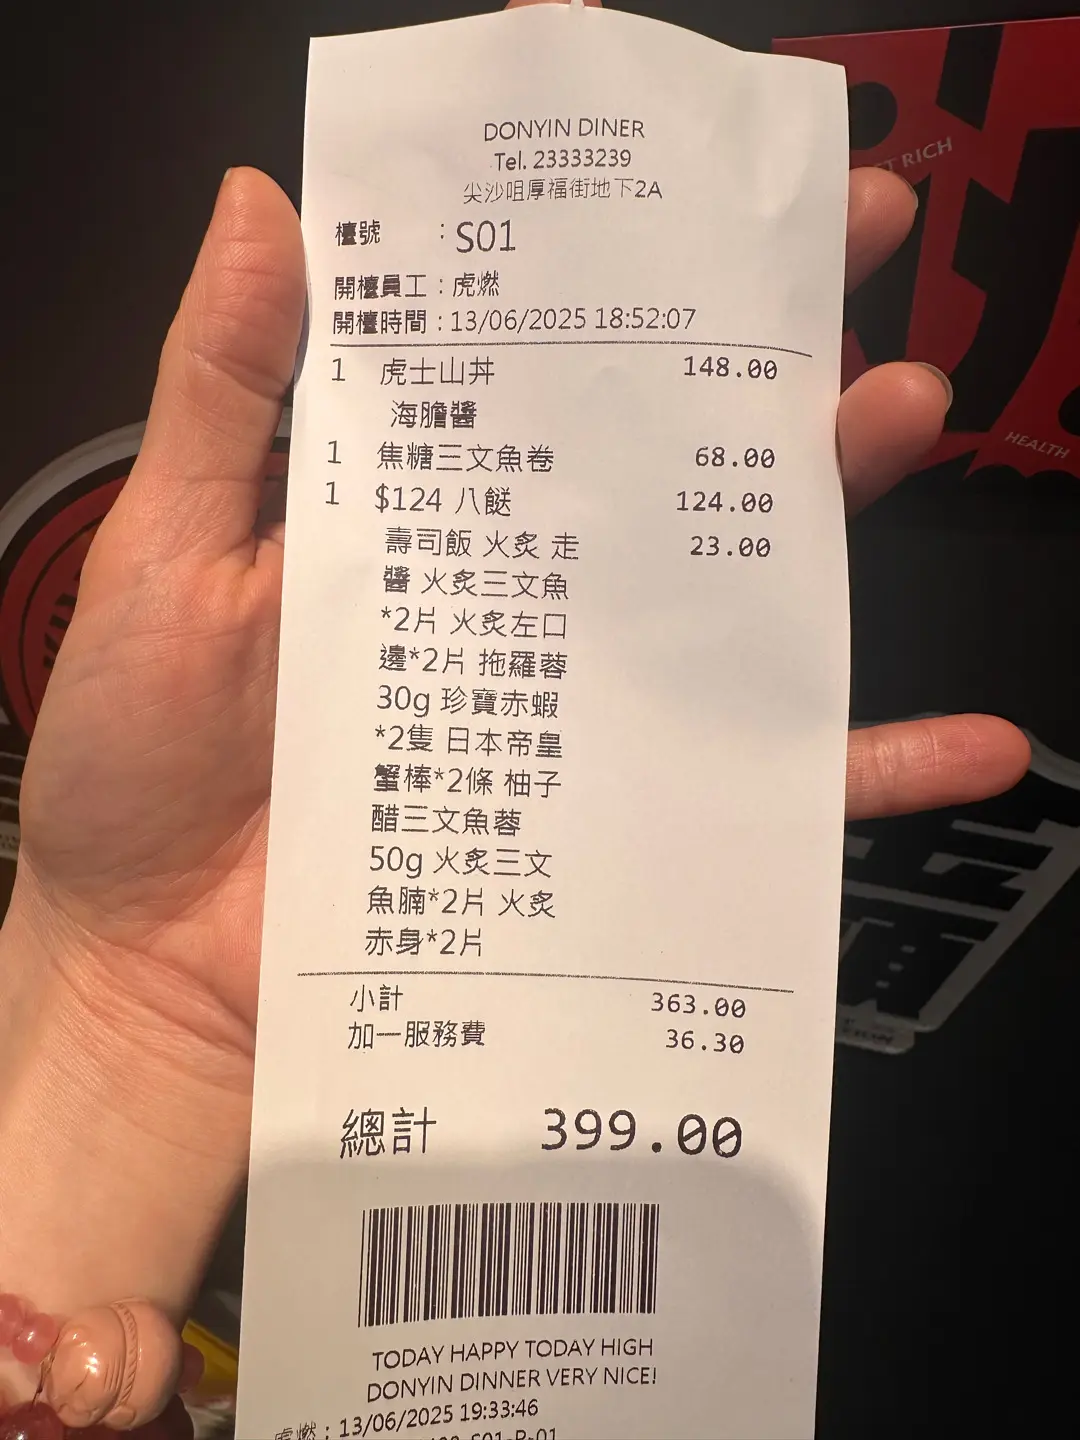 DONYIN DINER
Tel. 23333239
尖沙咀厚福街地下2A
檯號 : S01
開檯員工 : 虎燃
開檯時間 : 13/06/2025 18:52:07
1 虎士山丼 148.00
海膽醬
1 焦糖三文魚卷 68.00
1 $124 八餸 124.00
壽司飯 火炙 走 23.00
醬 火炙三文魚
*2片 火炙左口
邊*2片 拖羅蓉
30g 珍寶赤蝦
*2隻 日本帝皇
蟹棒*2條 柚子
醋三文魚蓉
50g 火炙三文
魚腩*2片 火炙
赤身*2片
小計 363.00
加一服務費 36.30
總計 399.00
TODAY HAPPY TODAY HIGH
DONYIN DINNER VERY NICE!
虎燃 : 13/06/2025 19:33:46
S01-R-01
RICH
HEALTH